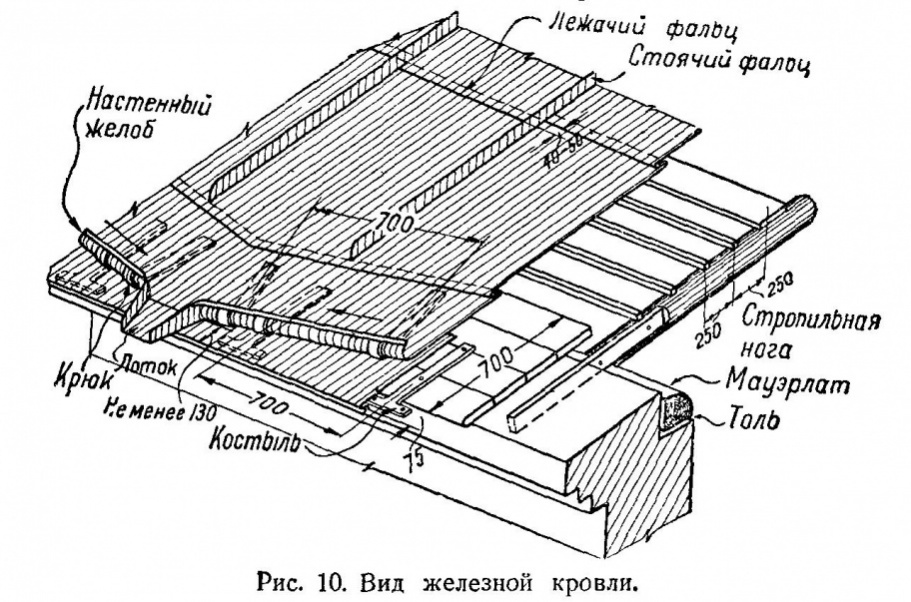 Лежачий фальц
Стоячий фальц
Настенный
желоб
40-50
700
250
250
Стропильная
нога
Мауэрлат
Толь
700
Крюк
Лоток
Не менее 130
700
Костыль
75
Рис. 10. Вид железной кровли.